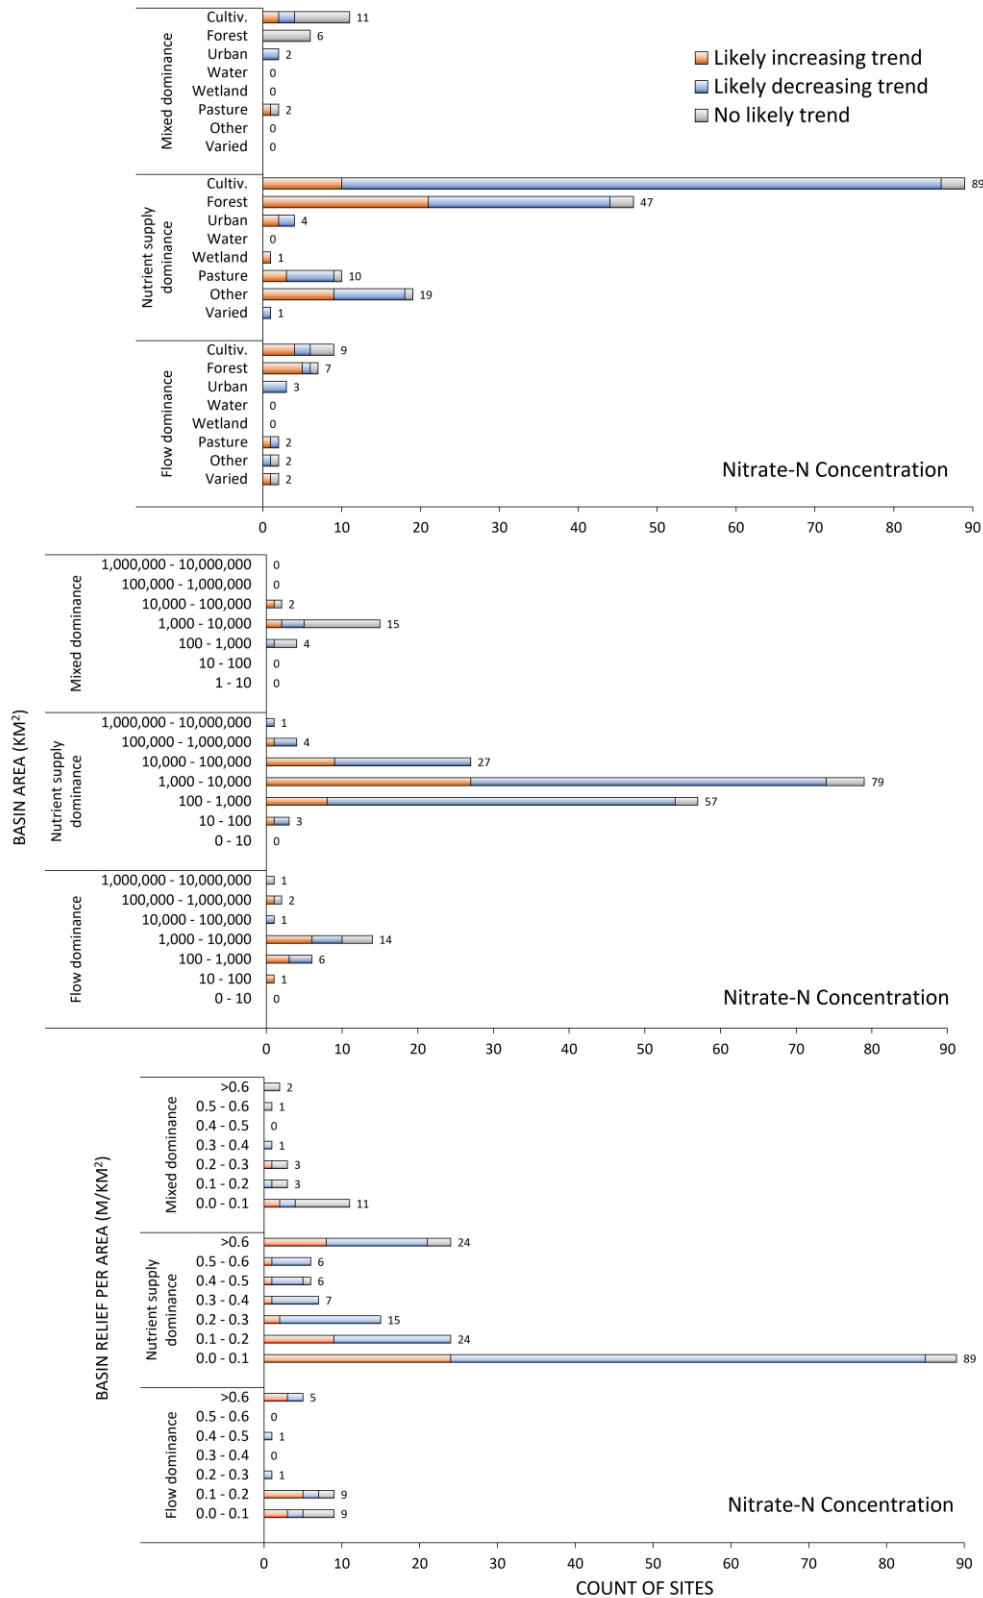 Cultiv. 11
Forest 6
Urban 2
Water 0
Wetland 0
Pasture 2
Other 0
Varied 0
Mixed dominance
Likely increasing trend
Likely decreasing trend
No likely trend
Cultiv. 89
Forest 47
Urban 4
Water 0
Wetland 1
Pasture 10
Other 19
Varied 1
Nutrient supply
dominance
Cultiv. 9
Forest 7
Urban 3
Water 0
Wetland 0
Pasture 2
Other 2
Varied 2
Flow dominance
Nitrate-N Concentration
0 10 20 30 40 50 60 70 80 90
BASIN AREA (KM²)
Mixed dominance
1,000,000 - 10,000,000 0
100,000 - 1,000,000 0
10,000 - 100,000 2
1,000 - 10,000 15
100 - 1,000 4
10 - 100 0
1 - 10 0
Nutrient supply
dominance
1,000,000 - 10,000,000 1
100,000 - 1,000,000 4
10,000 - 100,000 27
1,000 - 10,000 79
100 - 1,000 57
10 - 100 3
0 - 10 0
Flow dominance
1,000,000 - 10,000,000 1
100,000 - 1,000,000 2
10,000 - 100,000 1
1,000 - 10,000 14
100 - 1,000 6
10 - 100 1
0 - 10 0
Nitrate-N Concentration
0 10 20 30 40 50 60 70 80 90
BASIN RELIEF PER AREA (M/KM²)
Mixed dominance
>0.6 2
0.5 - 0.6 1
0.4 - 0.5 0
0.3 - 0.4 1
0.2 - 0.3 3
0.1 - 0.2 3
0.0 - 0.1 11
Nutrient supply
dominance
>0.6 24
0.5 - 0.6 6
0.4 - 0.5 6
0.3 - 0.4 7
0.2 - 0.3 15
0.1 - 0.2 24
0.0 - 0.1 89
Flow dominance
>0.6 5
0.5 - 0.6 0
0.4 - 0.5 1
0.3 - 0.4 0
0.2 - 0.3 1
0.1 - 0.2 9
0.0 - 0.1 9
Nitrate-N Concentration
0 10 20 30 40 50 60 70 80 90
COUNT OF SITES